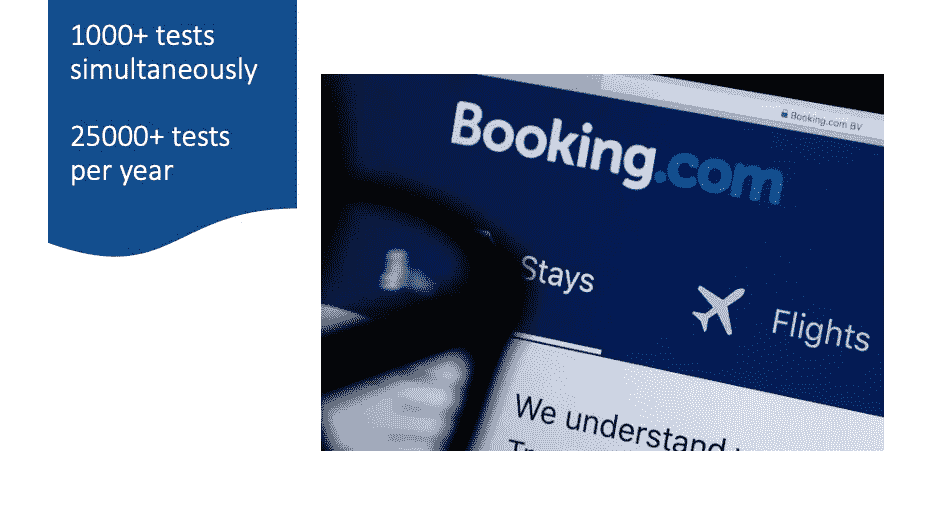 1000+ tests
simultaneously
25000+ tests
per year
Booking.com BV
Booking.com
Stays
Flights
We understand